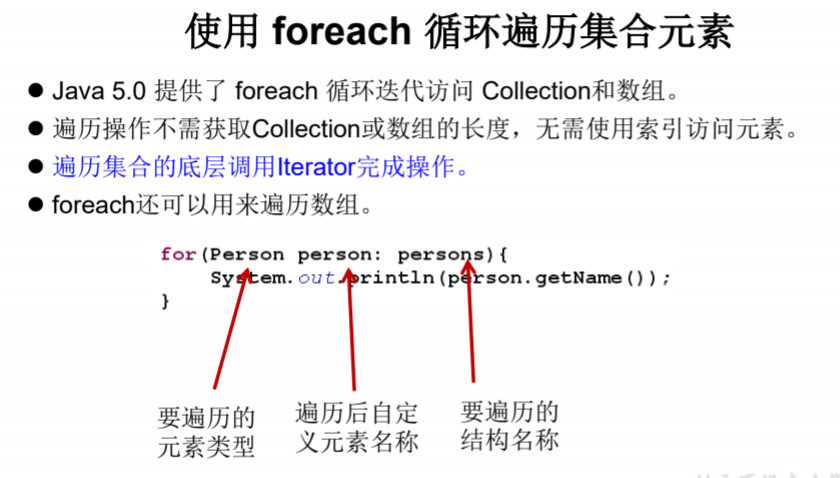 使用 foreach 循环遍历集合元素
● Java 5.0 提供了 foreach 循环迭代访问 Collection和数组。
● 遍历操作不需获取Collection或数组的长度，无需使用索引访问元素。
● 遍历集合的底层调用Iterator完成操作。
● foreach还可以用来遍历数组。
for(Person person: persons){
System.out.println(person.getName());
}
要遍历的
元素类型
遍历后自定
义元素名称
要遍历的
结构名称